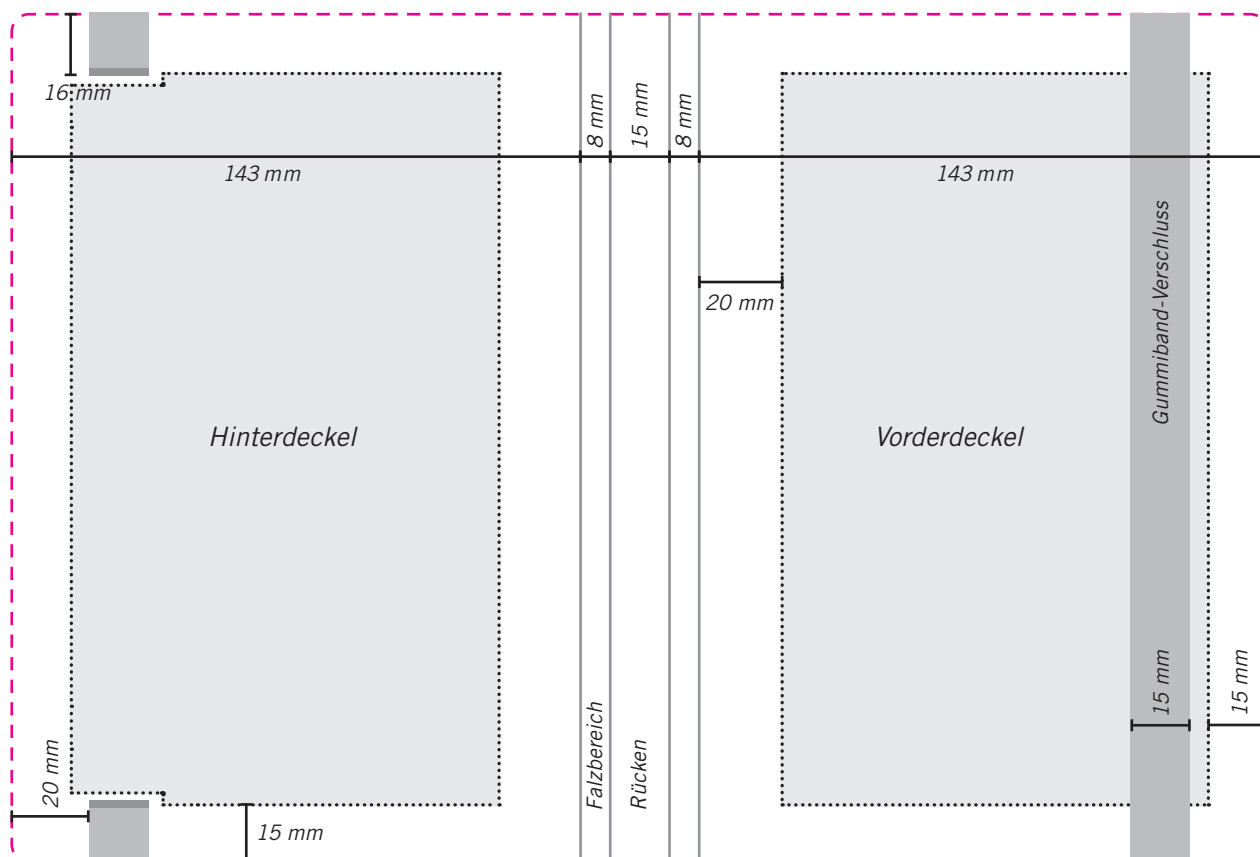 16 mm
8 mm
15 mm
8 mm
143 mm
143 mm
20 mm
Gummiband-Verschluss
Hinterdeckel
Vorderdeckel
15 mm
15 mm
20 mm
Falzbereich
Rücken
15 mm